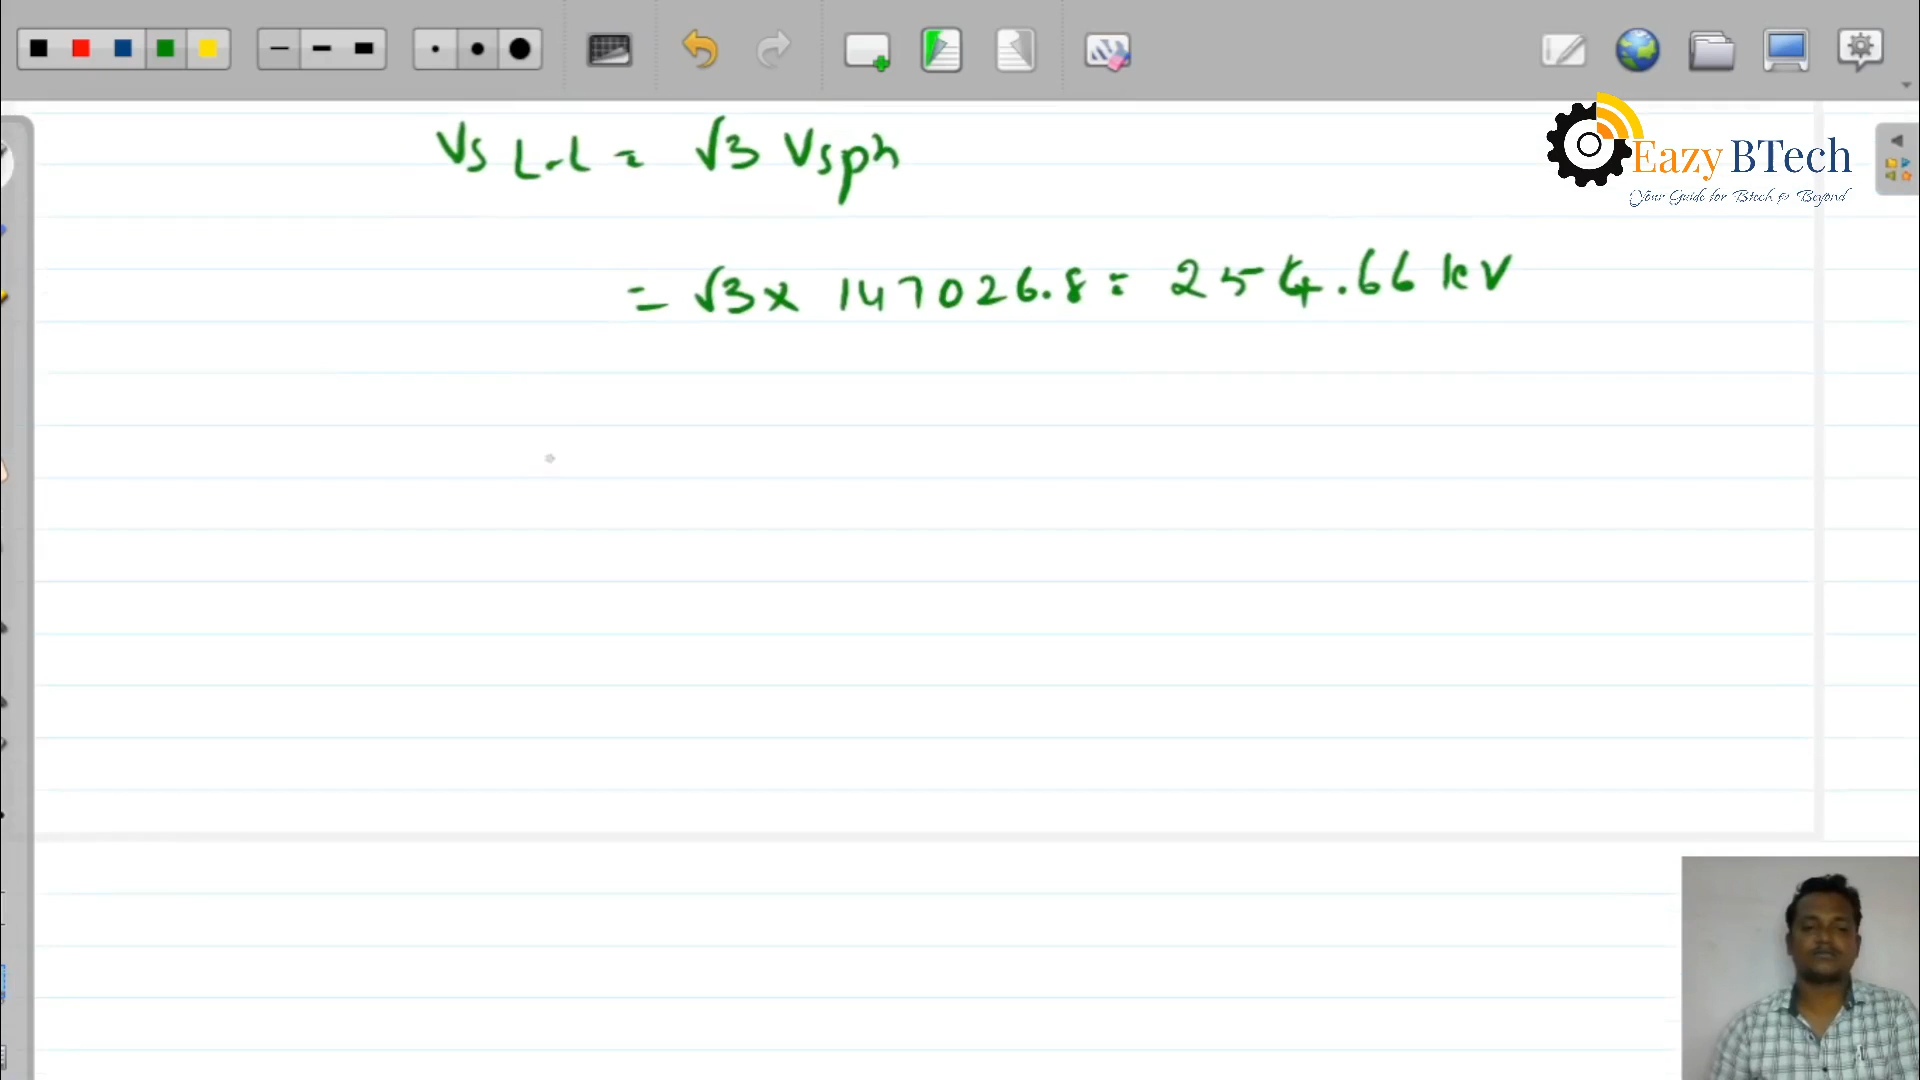 Vs L-L = √3 Vsph
= √3 x 147026.8 = 254.66 kV
Eazy BTech
Your Guide for Btech & Beyond